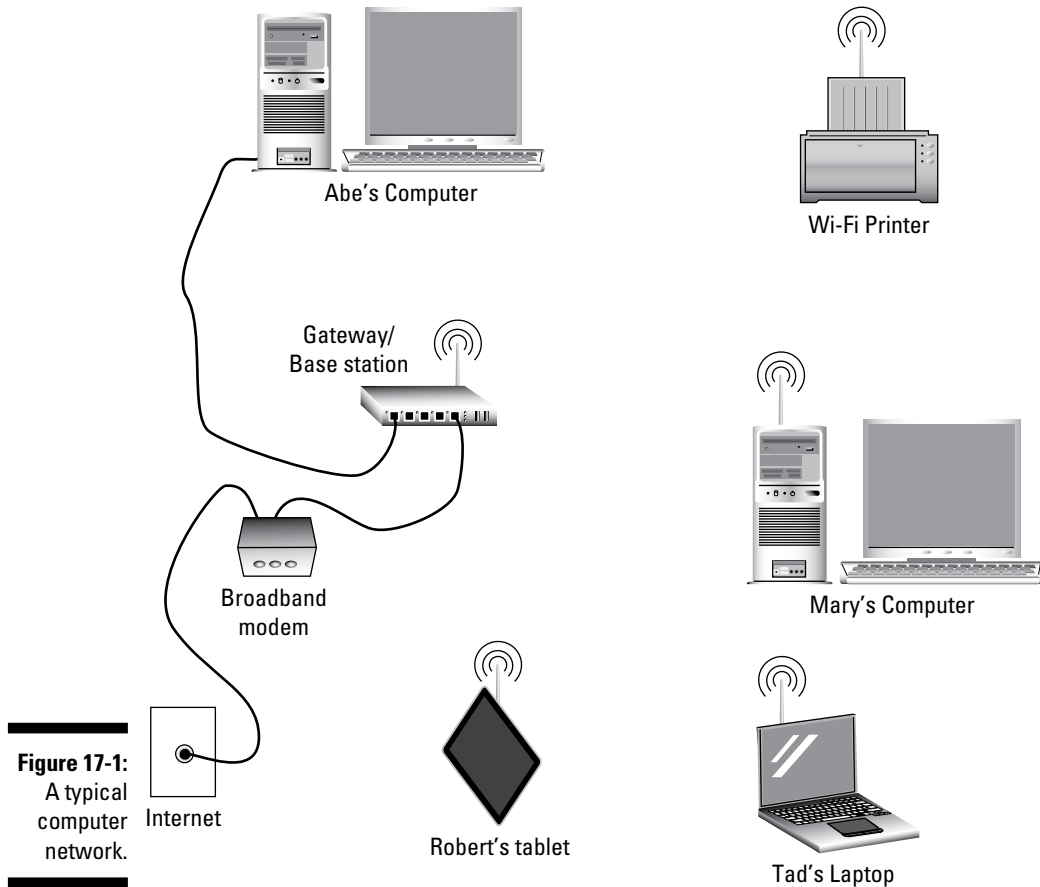 Abe's Computer
Wi-Fi Printer
Gateway/
Base station
Broadband
modem
Mary's Computer
Figure 17-1:
A typical
computer
network.
Internet
Robert's tablet
Tad's Laptop